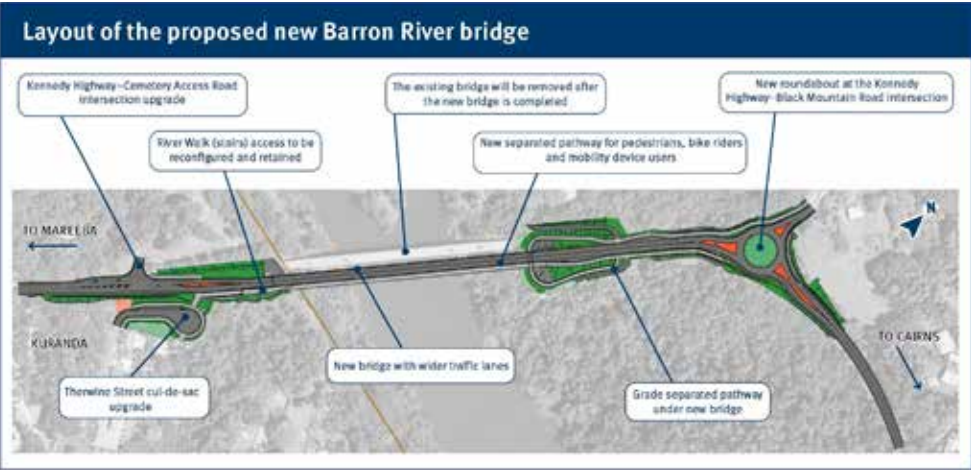 Layout of the proposed new Barron River bridge
Kennedy Highway–Cemetery Access Road
intersection upgrade
The existing bridge will be removed after
the new bridge is completed
New roundabout at the Kennedy
Highway–Black Mountain Road intersection
River Walk (stairs) access to be
reconfigured and retained
New separated pathway for pedestrians, bike riders
and mobility device users
N
TO MAREEBA
KURANDA
TO CAIRNS
New bridge with wider traffic lanes
Therwine Street cul-de-sac
upgrade
Grade separated pathway
under new bridge